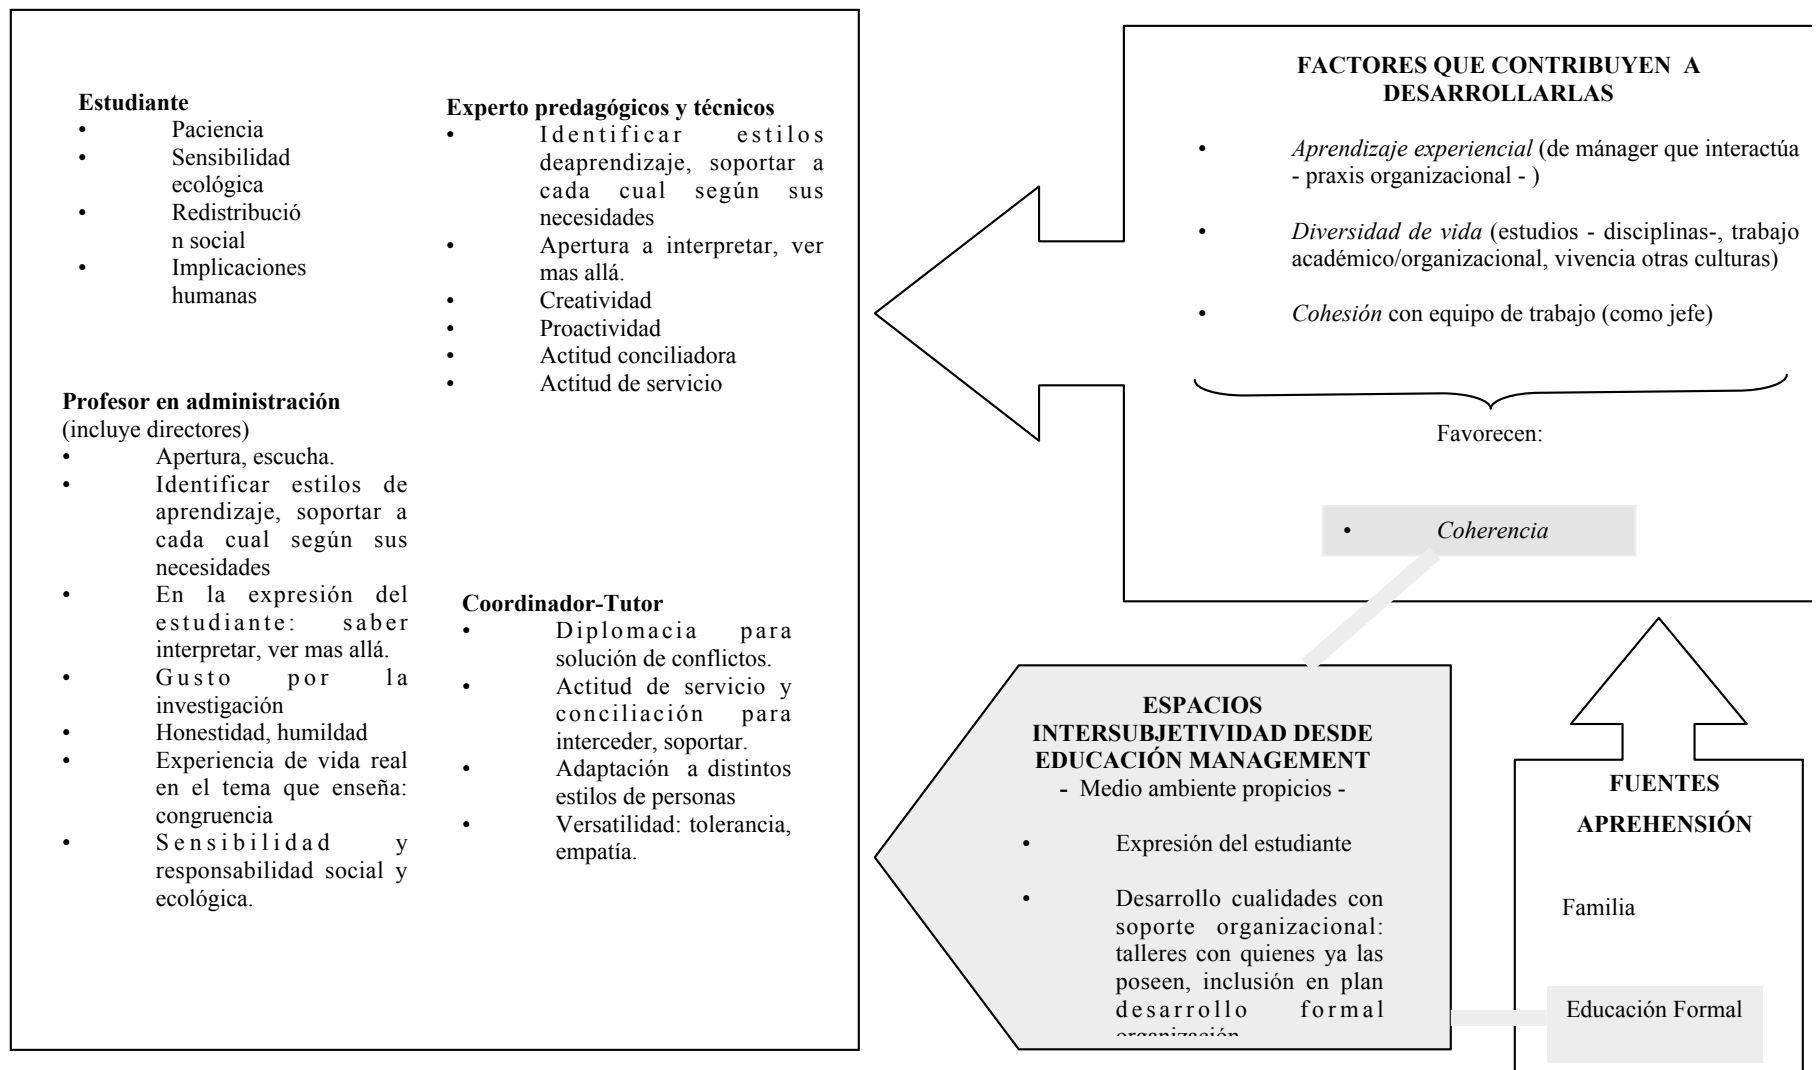 Estudiante
• Paciencia
• Sensibilidad
ecológica
• Redistribució
n social
• Implicaciones
humanas
Experto predagógicos y técnicos
• Identificar estilos
deaprendizaje, soportar a
cada cual según sus
necesidades
• Apertura a interpretar, ver
mas allá.
• Creatividad
• Proactividad
• Actitud conciliadora
• Actitud de servicio
Profesor en administración
(incluye directores)
• Apertura, escucha.
• Identificar estilos de
aprendizaje, soportar a
cada cual según sus
necesidades
• En la expresión del
estudiante: saber
interpretar, ver mas allá.
• Gusto por la
investigación
• Honestidad, humildad
• Experiencia de vida real
en el tema que enseña:
congruencia
• Sensibilidad y
responsabilidad social y
ecológica.
Coordinador-Tutor
• Diplomacia para
solución de conflictos.
• Actitud de servicio y
conciliación para
interceder, soportar.
• Adaptación a distintos
estilos de personas
• Versatilidad: tolerancia,
empatía.
FACTORES QUE CONTRIBUYEN A
DESARROLLARLAS
• Aprendizaje experiencial (de mánager que interactúa
- praxis organizacional - )
• Diversidad de vida (estudios - disciplinas-, trabajo
académico/organizacional, vivencia otras culturas)
• Cohesión con equipo de trabajo (como jefe)
Favorecen:
• Coherencia
ESPACIOS
INTERSUBJETIVIDAD DESDE
EDUCACIÓN MANAGEMENT
- Medio ambiente propicios -
• Expresión del estudiante
• Desarrollo cualidades con
soporte organizacional:
talleres con quienes ya las
poseen, inclusión en plan
desarrollo formal
organización
FUENTES
APREHENSIÓN
Familia
Educación Formal